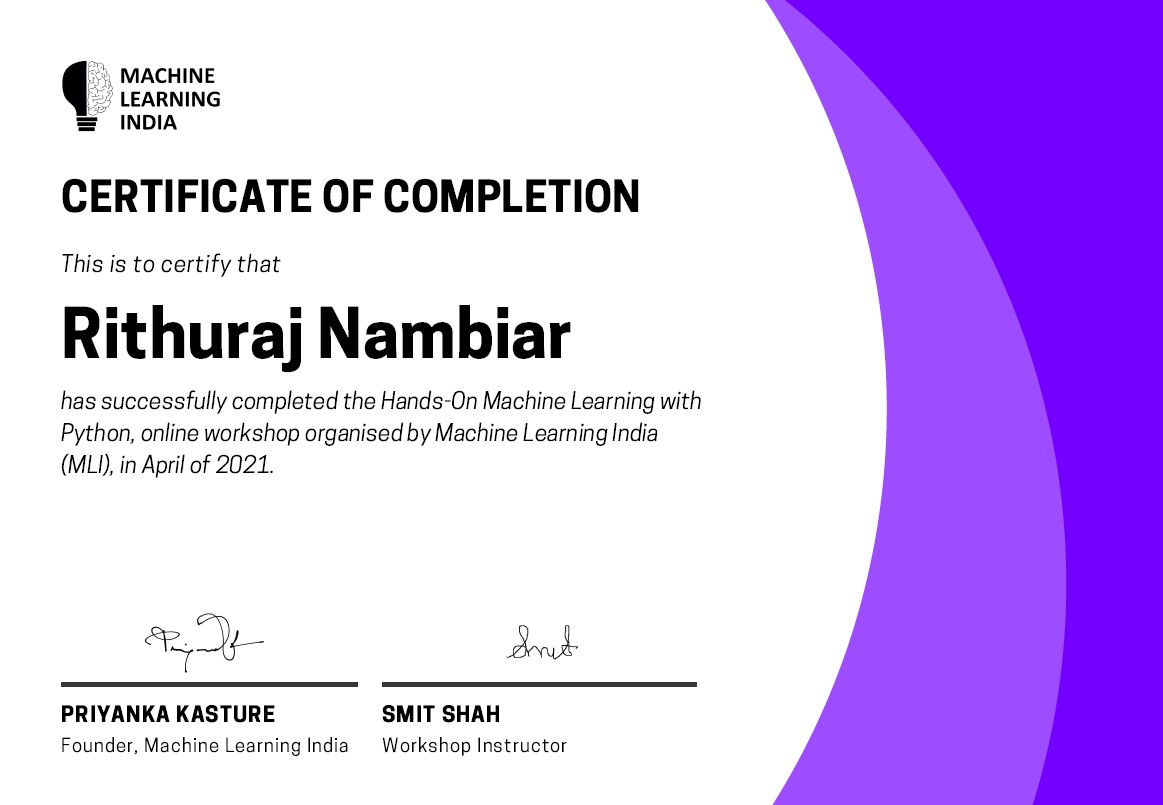 MACHINE
LEARNING
INDIA
CERTIFICATE OF COMPLETION
This is to certify that
Rithuraj Nambiar
has successfully completed the Hands-On Machine Learning with
Python, online workshop organised by Machine Learning India
(MLI), in April of 2021.
PRIYANKA KASTURE
Founder, Machine Learning India
SMIT SHAH
Workshop Instructor